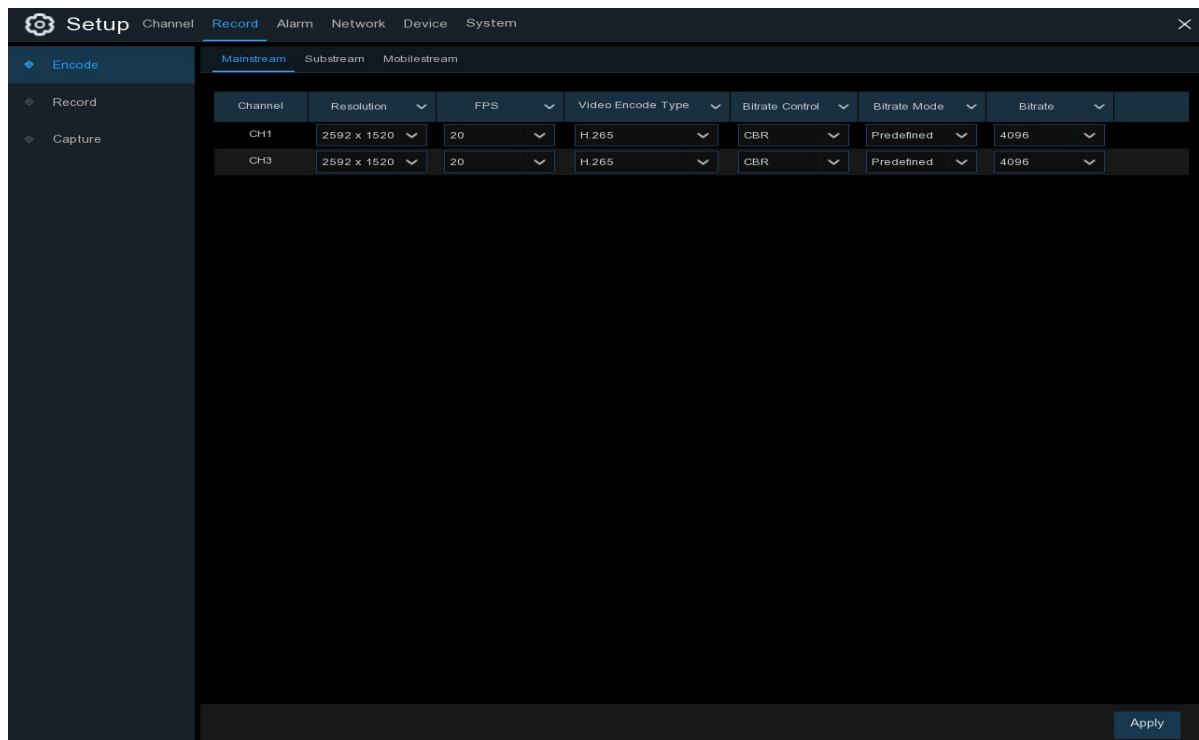 Setup Channel Record Alarm Network Device System
Encode
Record
Capture
Mainstream Substream Mobilestream
Channel Resolution FPS Video Encode Type Bitrate Control Bitrate Mode Bitrate
CH1 2592 x 1520 20 H.265 CBR Predefined 4096
CH3 2592 x 1520 20 H.265 CBR Predefined 4096
Apply